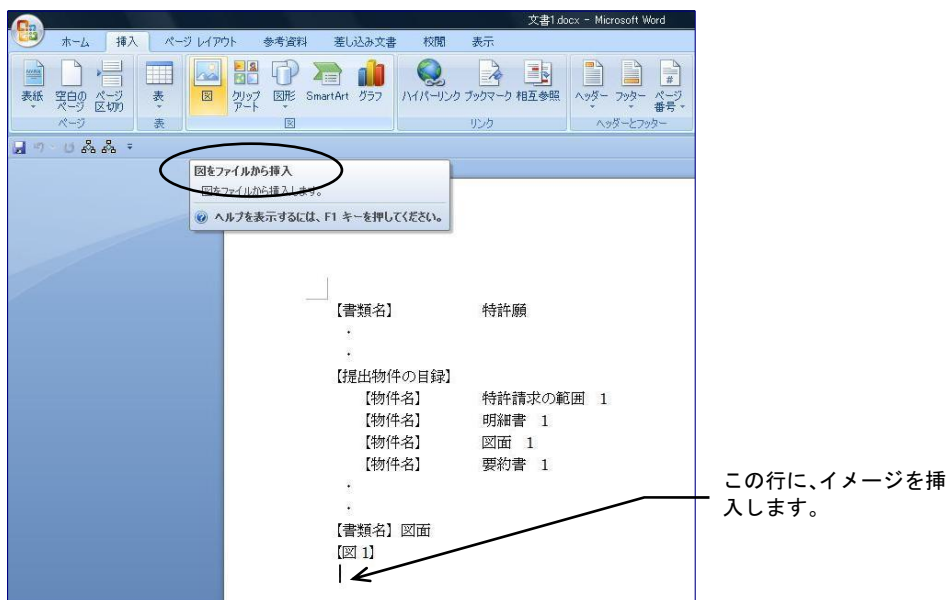 文書1.docx - Microsoft Word
ホーム 挿入 ページ レイアウト 参考資料 差し込み文書 校閲 表示
表紙 空白の ページ ページ 区切り 表 図 クリップ アート 図形 SmartArt グラフ ハイパーリンク ブックマーク 相互参照 ヘッダー フッター ページ 番号
ページ 表 図 リンク ヘッダーとフッター
図をファイルから挿入
図をファイルから挿入します。
ヘルプを表示するには、F1 キーを押してください。
【書類名】 特許願
・
・
【提出物件の目録】
【物件名】 特許請求の範囲 1
【物件名】 明細書 1
【物件名】 図面 1
【物件名】 要約書 1
・
・
【書類名】図面
【図1】
この行に、イメージを挿
入します。